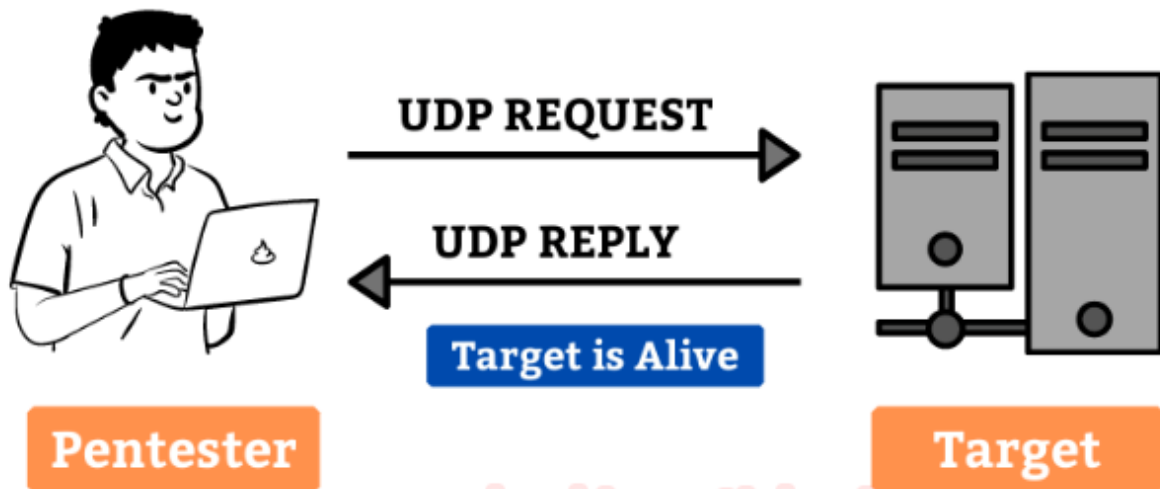 UDP REQUEST
UDP REPLY
Target is Alive
Pentester
Target